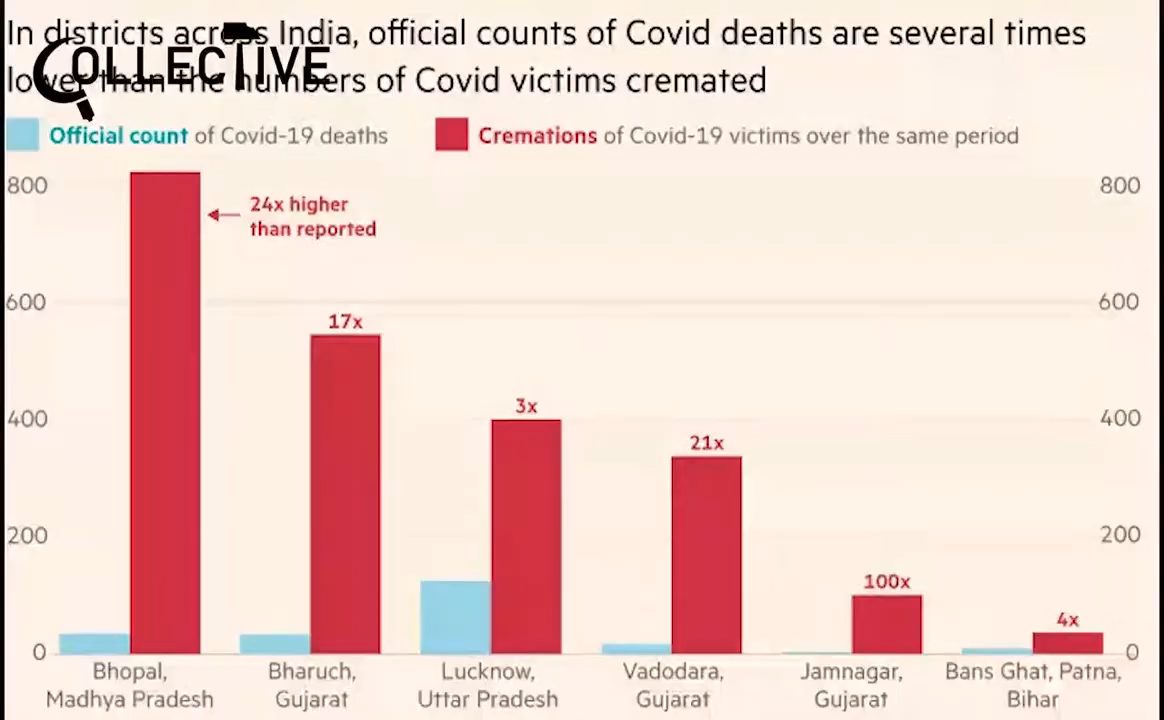 In districts across India, official counts of Covid deaths are several times
lower than the numbers of Covid victims cremated
COLLECTIVE
Official count of Covid-19 deaths
Cremations of Covid-19 victims over the same period
800
800
24x higher
than reported
600
600
17x
400
400
3x
21x
200
200
100x
4x
0
0
Bhopal,
Madhya Pradesh
Bharuch,
Gujarat
Lucknow,
Uttar Pradesh
Vadodara,
Gujarat
Jamnagar,
Gujarat
Bans Ghat, Patna,
Bihar